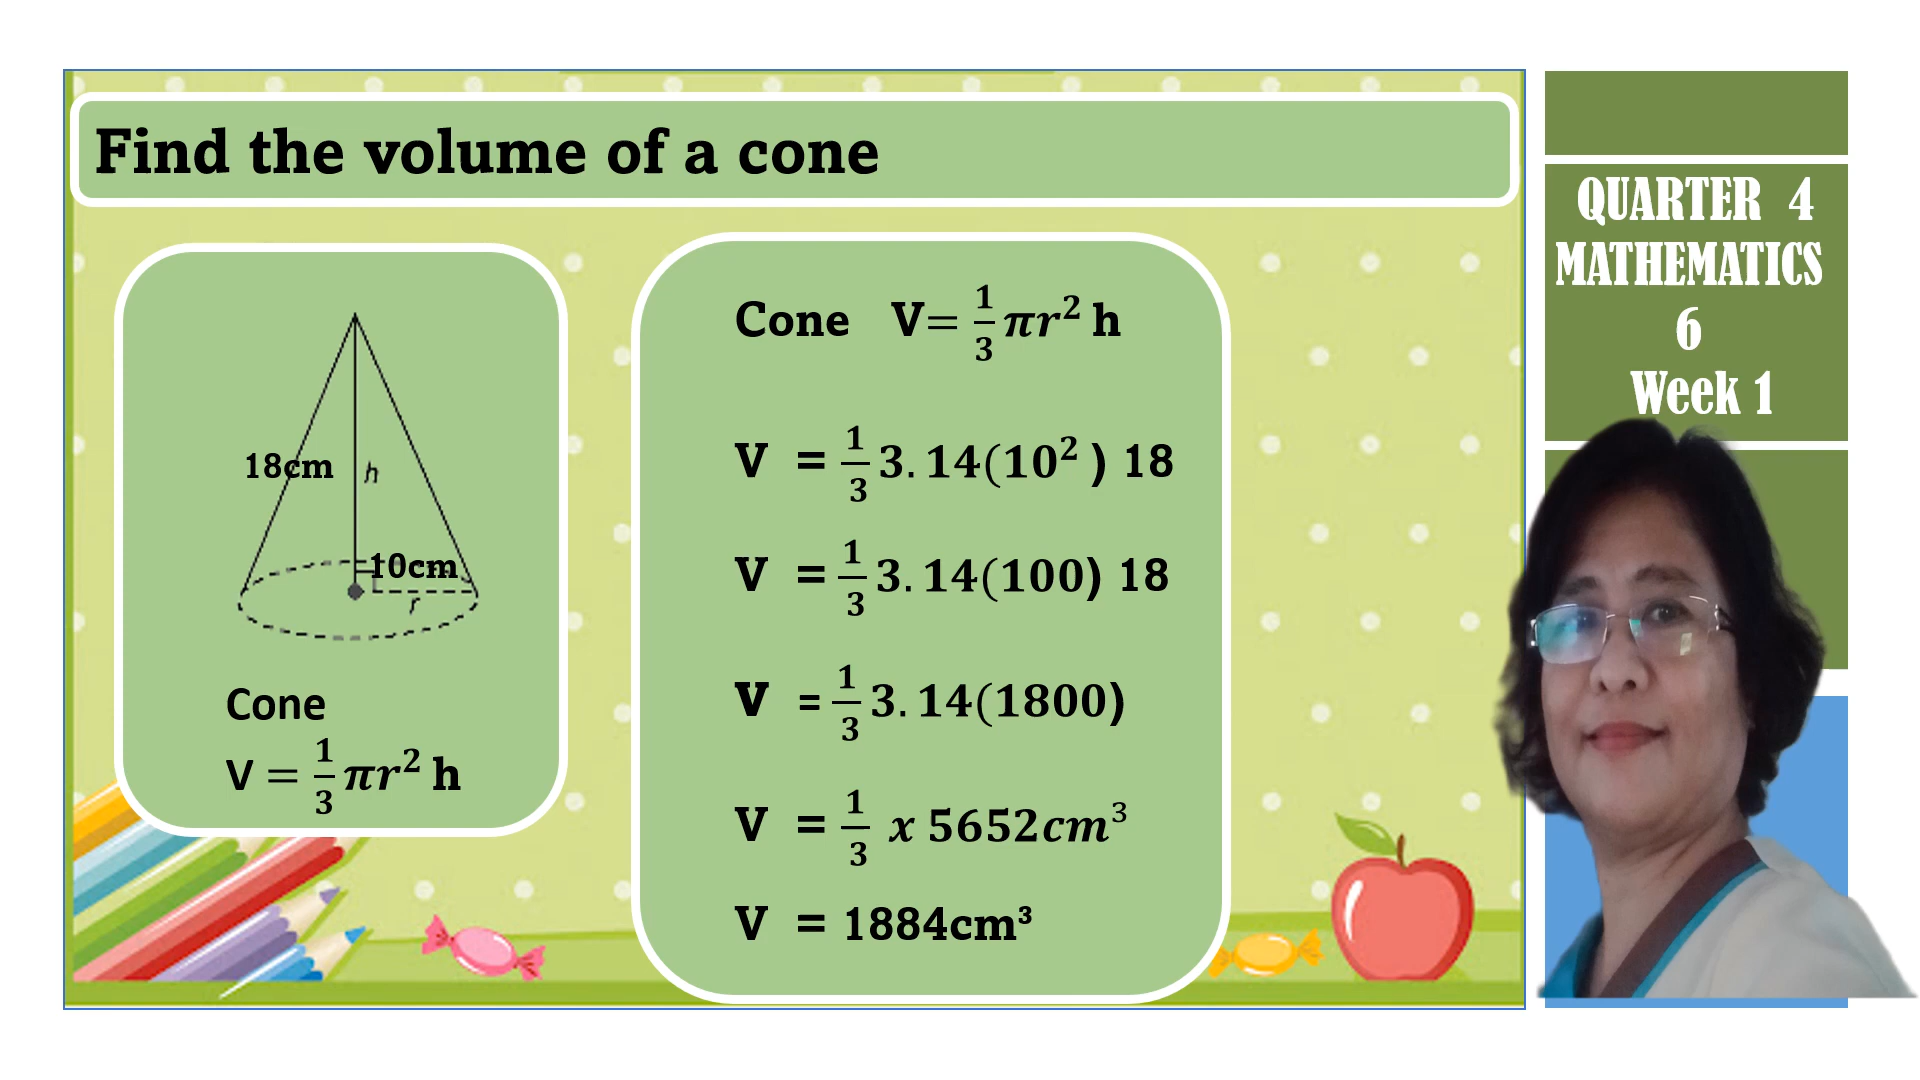 Find the volume of a cone
18cm
h
10cm
r
Cone
V = 1/3 πr² h
Cone V= 1/3 πr² h
V = 1/3 3.14(10² ) 18
V = 1/3 3.14(100) 18
V = 1/3 3.14(1800)
V = 1/3 x 5652cm³
V = 1884cm³
QUARTER 4
MATHEMATICS
6
Week 1